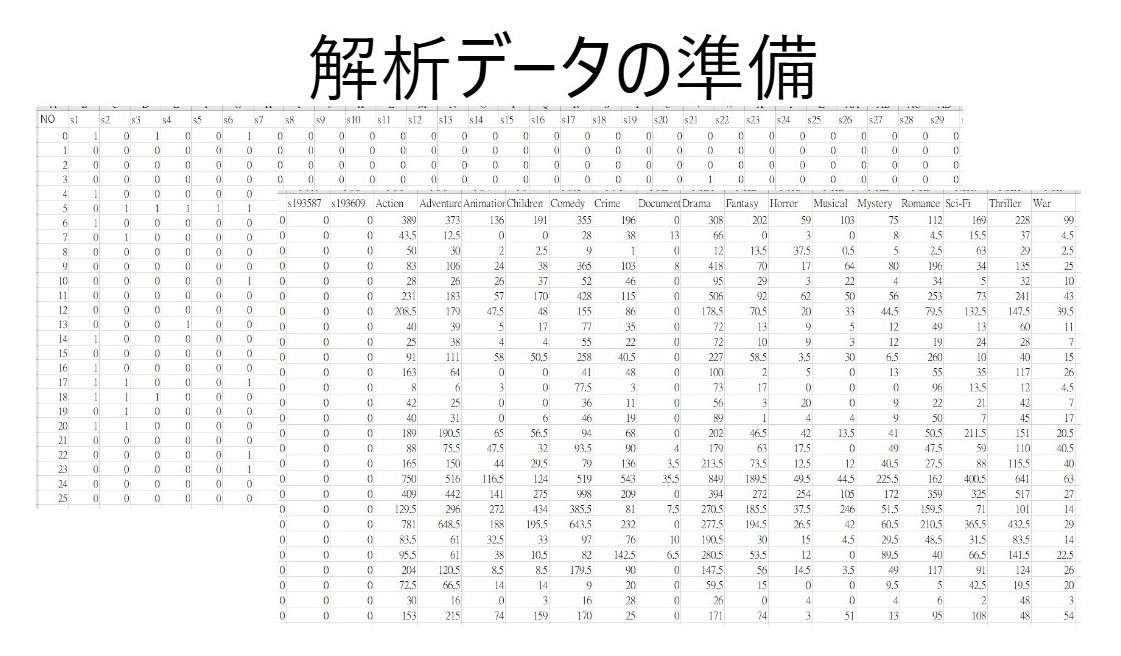 解析データの準備
NO s1 s2 s3 s4 s5 s6 s7 s8 s9 s10 s11 s12 s13 s14 s15 s16 s17 s18 s19 s20 s21 s22 s23 s24 s25 s26 s27 s28 s29
0 1 0 1 0 0 1 0 0 0 0 0 0 0 0 0 0 0 0 0 0 0 0 0 0 0 0 0 0 0
1 0 0 0 0 0 0 0 0 0 0 0 0 0 0 0 0 0 0 0 0 0 0 0 0 0 0 0 0 0
2 0 0 0 0 0 0 0 0 0 0 0 0 0 0 0 0 0 0 0 0 0 0 0 0 0 0 0 0 0
3 0 0 0 0 0 0 0 0 0 0 0 0 0 0 0 0 0 0 0 0 1 0 0 0 0 0 0 0 0
4 1 0 0 0 0 0
5 0 1 1 1 1 1
6 1 0 0 0 0 0
7 0 1 0 0 0 0
8 0 0 0 0 0 0
9 0 0 0 0 0 0
10 0 0 0 0 0 1
11 0 0 0 0 0 0
12 0 0 0 0 0 0
13 0 0 0 1 0 0
14 1 0 0 0 0 0
15 0 0 0 0 0 0
16 1 0 0 0 0 0
17 1 1 0 0 0 1
18 1 1 1 0 0 0
19 0 1 0 0 0 0
20 1 1 0 0 0 0
21 0 0 0 0 0 0
22 0 0 0 0 0 1
23 0 0 0 0 0 1
24 0 0 0 0 0 0
25 0 0 0 0 0 0
s193587 s193609 Action Adventure Animation Children Comedy Crime Document Drama Fantasy Horror Musical Mystery Romance Sci-Fi Thriller War
0 0 0 389 373 136 191 355 196 0 308 202 59 103 75 112 169 228 99
0 0 0 43.5 12.5 0 0 28 38 13 66 0 3 0 8 4.5 15.5 37 4.5
0 0 0 50 30 2 2.5 9 1 0 12 13.5 37.5 0.5 5 2.5 63 29 2.5
0 0 0 83 106 24 38 365 103 8 418 70 17 64 80 196 34 135 25
0 0 0 28 26 26 37 52 46 0 95 29 3 22 4 34 5 32 10
0 0 0 231 183 57 170 428 115 0 506 92 62 50 56 253 73 241 43
0 0 0 208.5 179 47.5 48 155 86 0 178.5 70.5 20 33 44.5 79.5 132.5 147.5 39.5
0 0 0 40 39 5 17 77 35 0 72 13 9 5 12 49 13 60 11
0 0 0 25 38 4 4 55 22 0 72 10 9 3 12 19 24 28 7
0 0 0 91 111 58 50.5 258 40.5 0 227 58.5 3.5 30 6.5 260 10 40 15
0 0 0 163 64 0 0 41 48 0 100 2 5 0 13 55 35 117 26
0 0 0 8 6 3 0 77.5 3 0 73 17 0 0 0 96 13.5 12 4.5
0 0 0 42 25 0 0 36 11 0 56 3 20 0 9 22 21 42 7
0 0 0 40 31 0 6 46 19 0 89 1 4 4 9 50 7 45 17
0 0 0 189 190.5 65 56.5 94 68 0 202 46.5 42 13.5 41 50.5 211.5 151 20.5
0 0 0 88 75.5 47.5 32 93.5 90 4 179 63 17.5 0 49 47.5 59 110 40.5
0 0 0 165 150 44 29.5 79 136 3.5 213.5 73.5 12.5 12 40.5 27.5 88 115.5 40
0 0 0 750 516 116.5 124 519 543 35.5 849 189.5 49.5 44.5 225.5 162 400.5 641 63
0 0 0 409 442 141 275 998 209 0 394 272 254 105 172 359 325 517 27
0 0 0 129.5 296 272 434 385.5 81 7.5 270.5 185.5 37.5 246 51.5 159.5 71 101 14
0 0 0 781 648.5 188 195.5 643.5 232 0 277.5 194.5 26.5 42 60.5 210.5 365.5 432.5 29
0 0 0 83.5 61 32.5 33 97 76 10 190.5 30 15 4.5 29.5 48.5 31.5 83.5 14
0 0 0 95.5 61 38 10.5 82 142.5 6.5 280.5 53.5 12 0 89.5 40 66.5 141.5 22.5
0 0 0 204 120.5 8.5 8.5 179.5 90 0 147.5 56 14.5 3.5 49 117 91 124 26
0 0 0 72.5 66.5 14 14 9 20 0 59.5 15 0 0 9.5 5 42.5 19.5 20
0 0 0 30 16 0 3 16 28 0 26 0 4 0 4 6 2 48 3
0 0 0 153 215 74 159 170 25 0 171 74 3 51 13 95 108 48 54